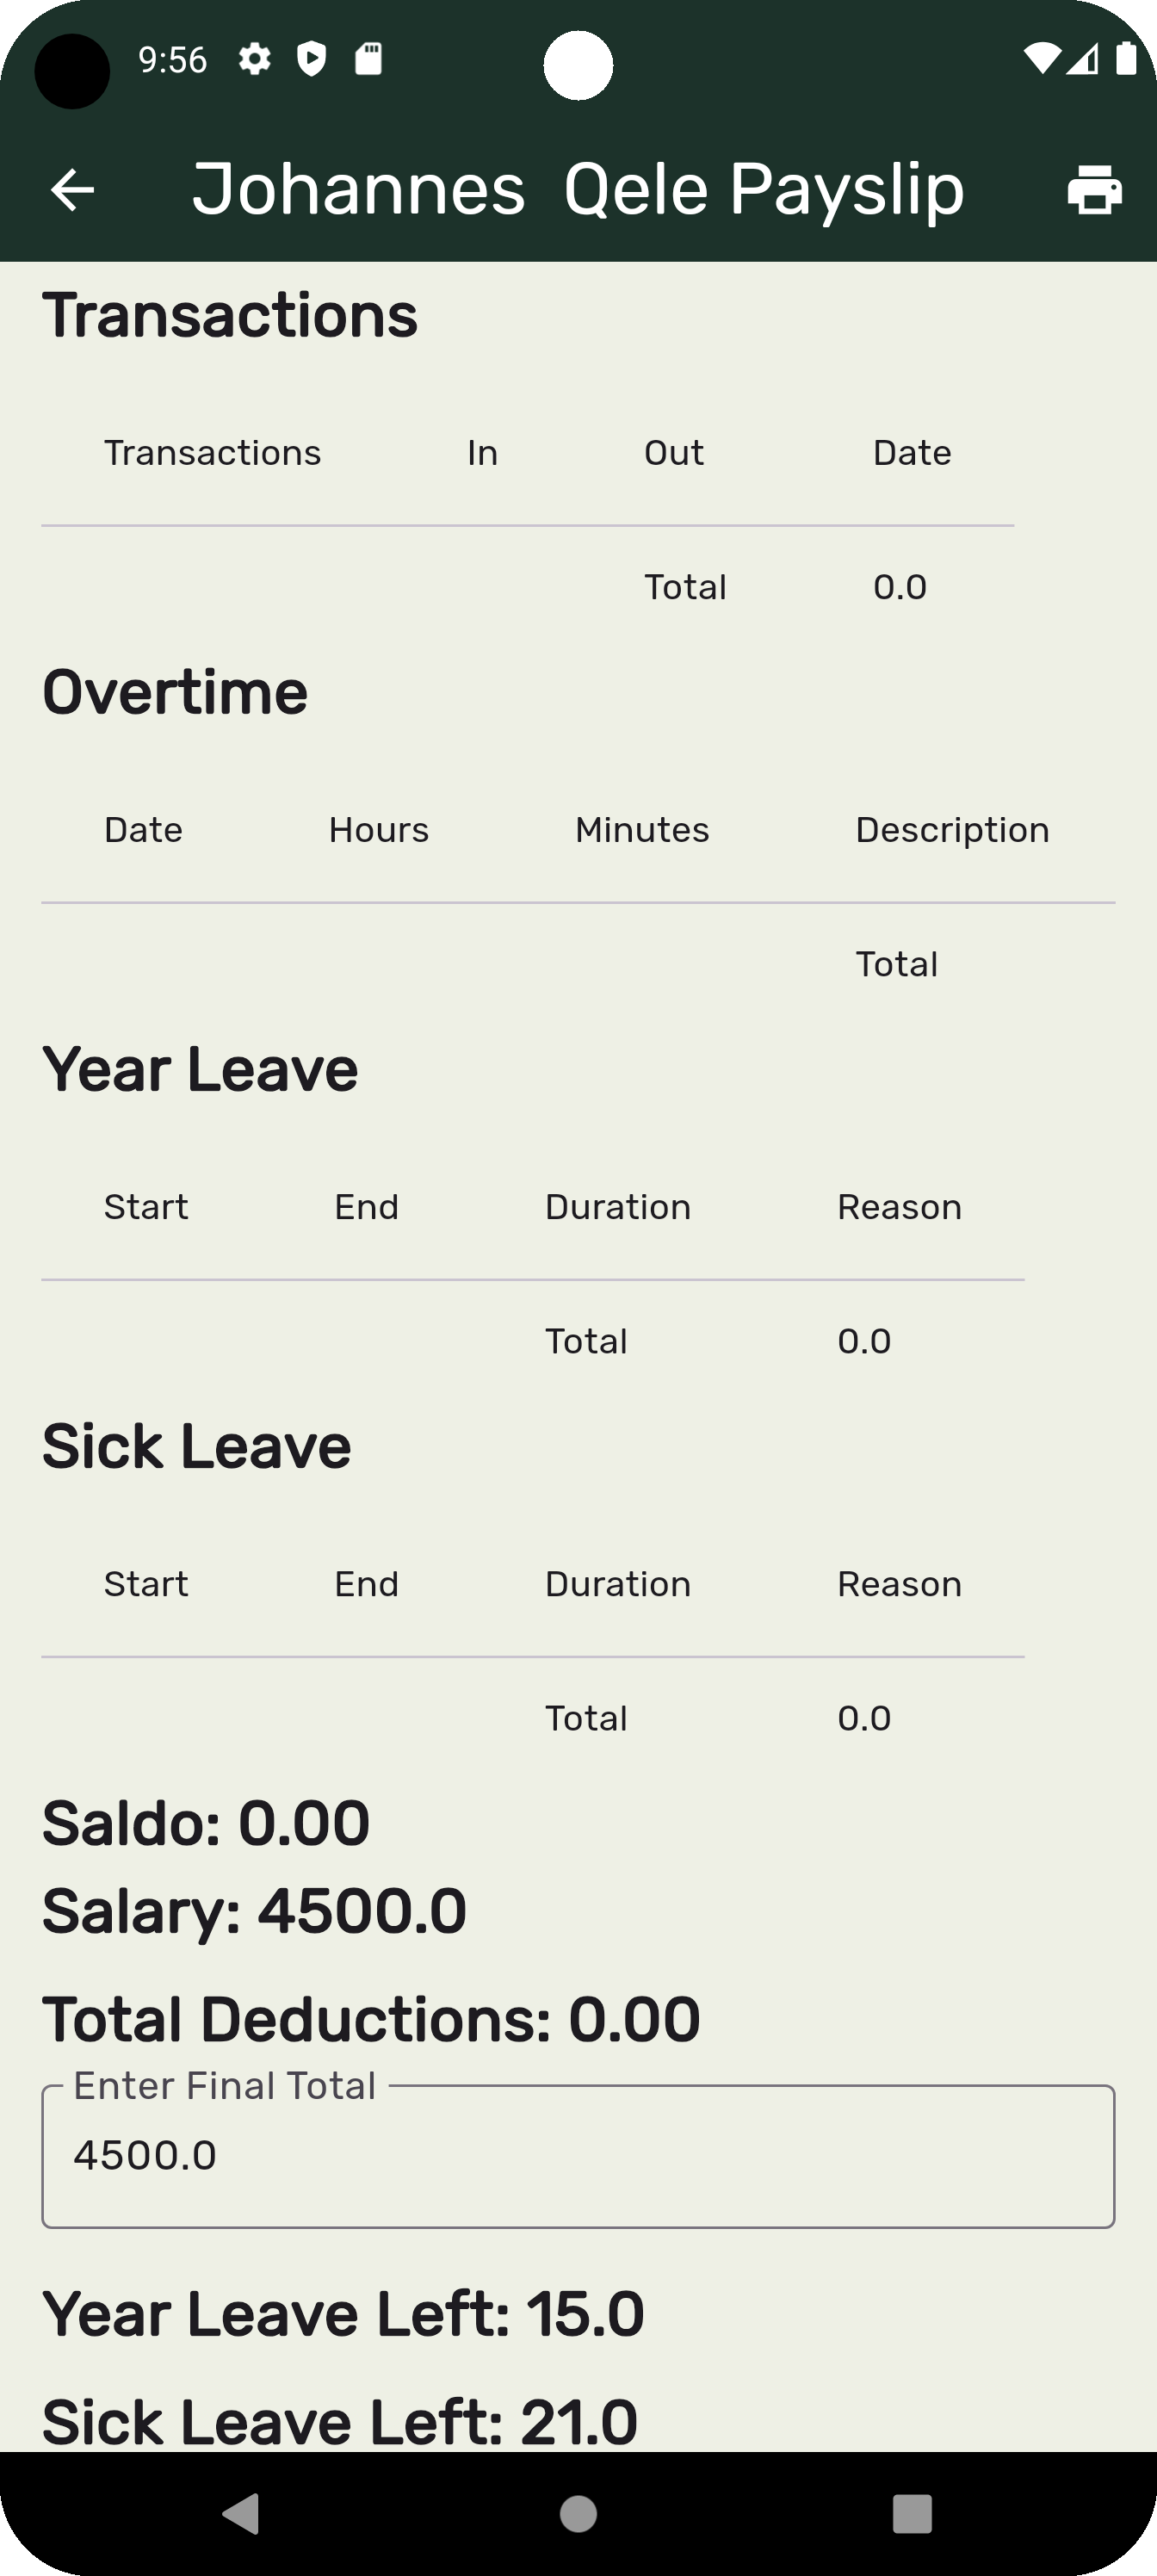 9:56
Johannes  Qele Payslip
Transactions
Transactions In Out Date
Total 0.0
Overtime
Date Hours Minutes Description
Total
Year Leave
Start End Duration Reason
Total 0.0
Sick Leave
Start End Duration Reason
Total 0.0
Saldo: 0.00
Salary: 4500.0
Total Deductions: 0.00
Enter Final Total
4500.0
Year Leave Left: 15.0
Sick Leave Left: 21.0